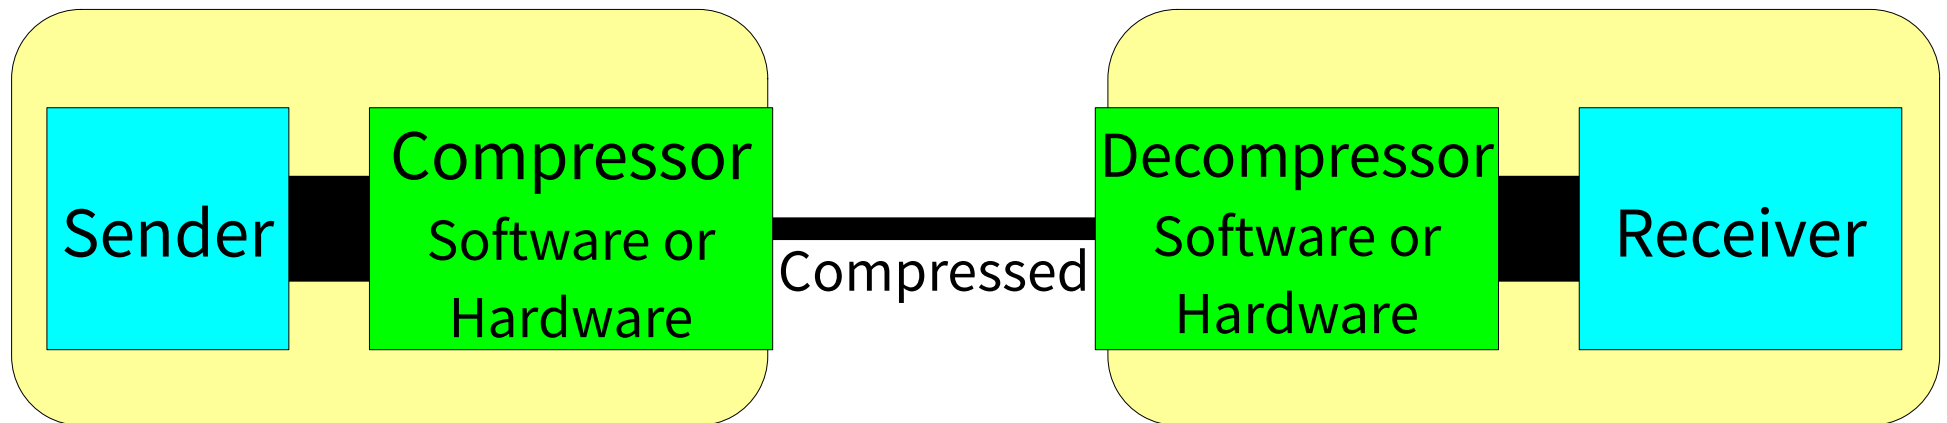 Sender
Compressor
Software or
Hardware
Compressed
Decompressor
Software or
Hardware
Receiver